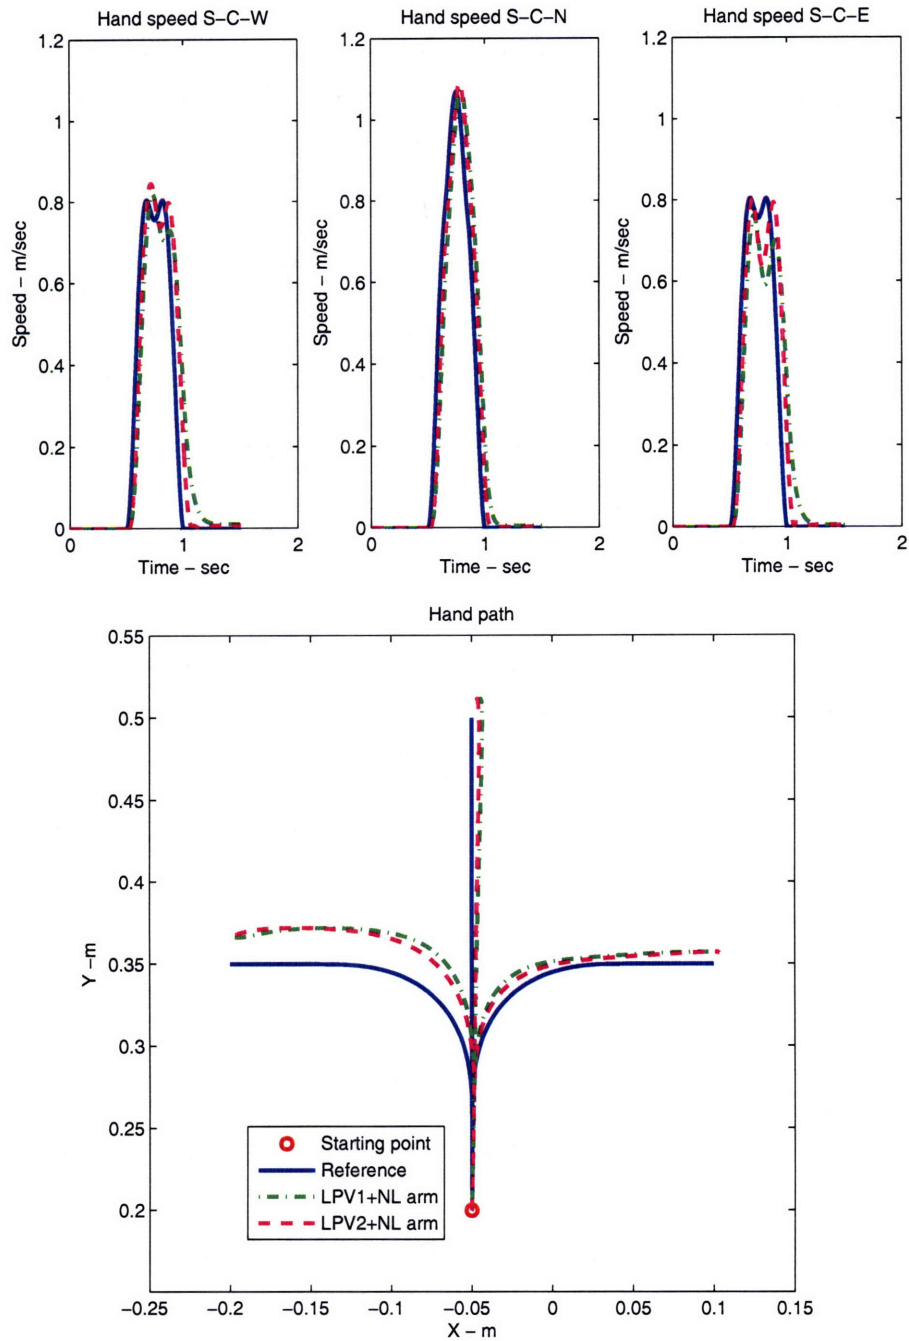 Hand speed S–C–W
Hand speed S–C–N
Hand speed S–C–E
1.2
1
0.8
0.6
0.4
0.2
0
Speed – m/sec
0
1
2
Time – sec
1.2
1
0.8
0.6
0.4
0.2
0
Speed – m/sec
0
1
2
Time – sec
1.2
1
0.8
0.6
0.4
0.2
0
Speed – m/sec
0
1
2
Time – sec
Hand path
0.55
0.5
0.45
0.4
0.35
0.3
0.25
0.2
Y –m
Starting point
Reference
LPV1+NL arm
LPV2+NL arm
−0.25
−0.2
−0.15
−0.1
−0.05
0
0.05
0.1
0.15
X – m